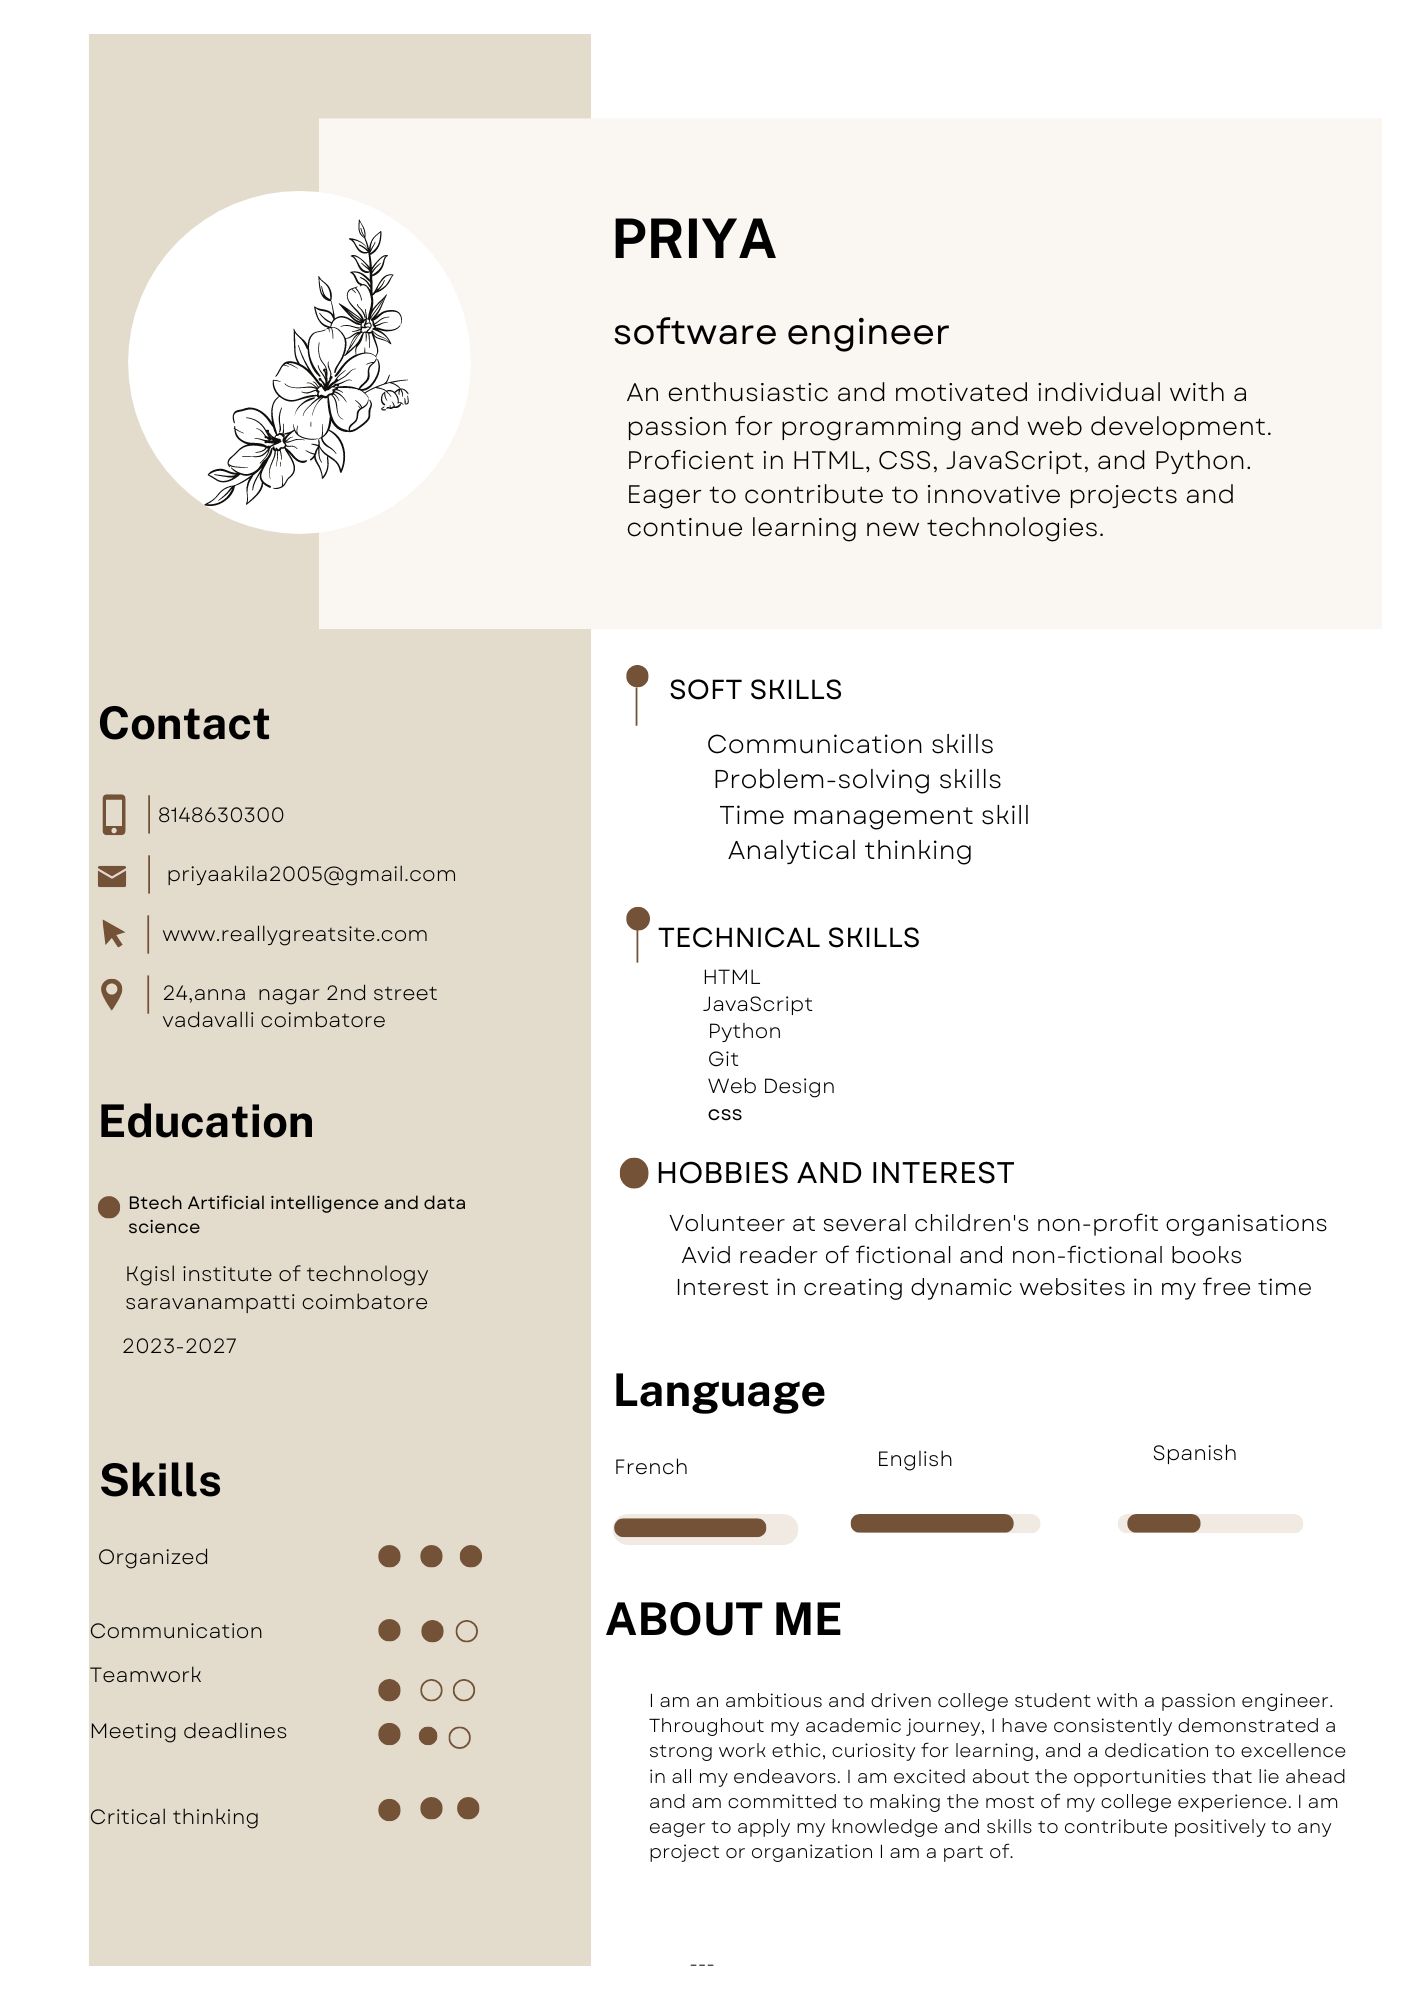 PRIYA
software engineer
An enthusiastic and motivated individual with a
passion for programming and web development.
Proficient in HTML, CSS, JavaScript, and Python.
Eager to contribute to innovative projects and
continue learning new technologies.
Contact
8148630300
priyaakila2005@gmail.com
www.reallygreatsite.com
24,anna nagar 2nd street
vadavalli coimbatore
Education
Btech Artificial intelligence and data
science
Kgisl institute of technology
saravanampatti coimbatore
2023-2027
Skills
Organized
Communication
Teamwork
Meeting deadlines
Critical thinking
SOFT SKILLS
Communication skills
Problem-solving skills
Time management skill
Analytical thinking
TECHNICAL SKILLS
HTML
JavaScript
Python
Git
Web Design
css
HOBBIES AND INTEREST
Volunteer at several children's non-profit organisations
Avid reader of fictional and non-fictional books
Interest in creating dynamic websites in my free time
Language
French
English
Spanish
ABOUT ME
I am an ambitious and driven college student with a passion engineer.
Throughout my academic journey, I have consistently demonstrated a
strong work ethic, curiosity for learning, and a dedication to excellence
in all my endeavors. I am excited about the opportunities that lie ahead
and am committed to making the most of my college experience. I am
eager to apply my knowledge and skills to contribute positively to any
project or organization I am a part of.
---